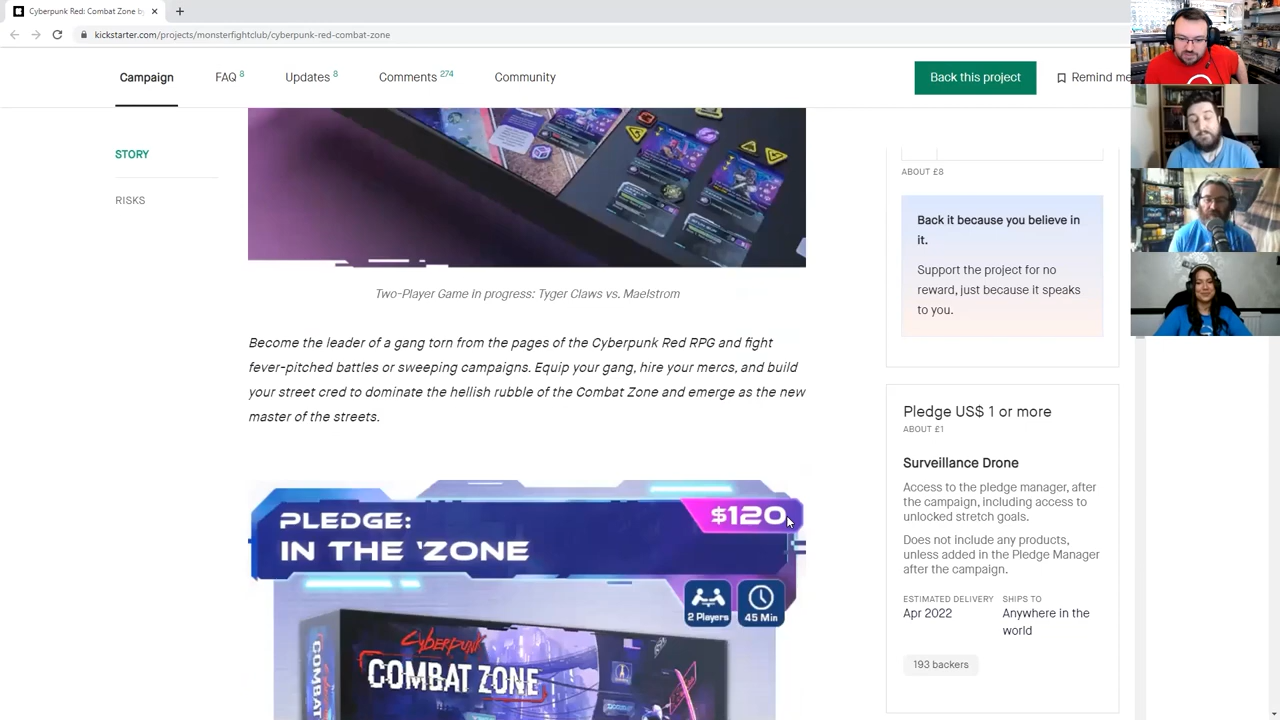 Cyberpunk Red: Combat Zone b
kickstarter.com/projects/monsterfightclub/cyberpunk-red-combat-zone
Campaign
FAQ 8
Updates 8
Comments 274
Community
Back this project
Remind me
STORY
RISKS
Two-Player Game in progress: Tyger Claws vs. Maelstrom
Become the leader of a gang torn from the pages of the Cyberpunk Red RPG and fight
fever-pitched battles or sweeping campaigns. Equip your gang, hire your mercs, and build
your street cred to dominate the hellish rubble of the Combat Zone and emerge as the new
master of the streets.
PLEDGE:
IN THE 'ZONE
$120
2 Players
45 Min
CYBERPUNK
COMBAT ZONE
COMBAT
ABOUT £8
Back it because you believe in
it.
Support the project for no
reward, just because it speaks
to you.
Pledge US$ 1 or more
ABOUT £1
Surveillance Drone
Access to the pledge manager, after
the campaign, including access to
unlocked stretch goals.
Does not include any products,
unless added in the Pledge Manager
after the campaign.
ESTIMATED DELIVERY
Apr 2022
SHIPS TO
Anywhere in the
world
193 backers